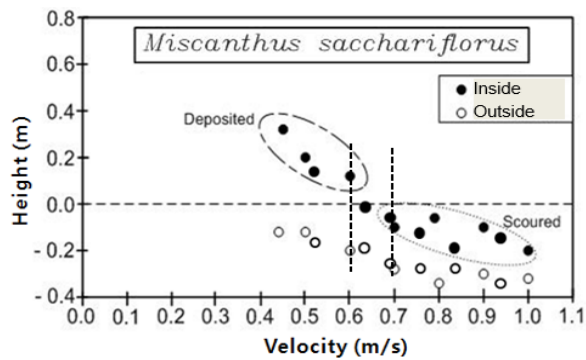 0.8
Miscanthus sacchariflorus
0.6
Inside
Outside
0.4
Deposited
0.2
Height (m)
0.0
Scoured
-0.2
-0.4
0.0 0.1 0.2 0.3 0.4 0.5 0.6 0.7 0.8 0.9 1.0 1.1
Velocity (m/s)